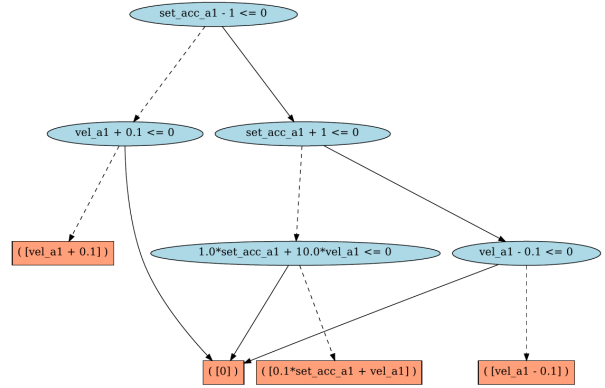 set_acc_a1 - 1 <= 0
vel_a1 + 0.1 <= 0
set_acc_a1 + 1 <= 0
( [vel_a1 + 0.1] )
1.0*set_acc_a1 + 10.0*vel_a1 <= 0
vel_a1 - 0.1 <= 0
( [0] )
( [0.1*set_acc_a1 + vel_a1] )
( [vel_a1 - 0.1] )